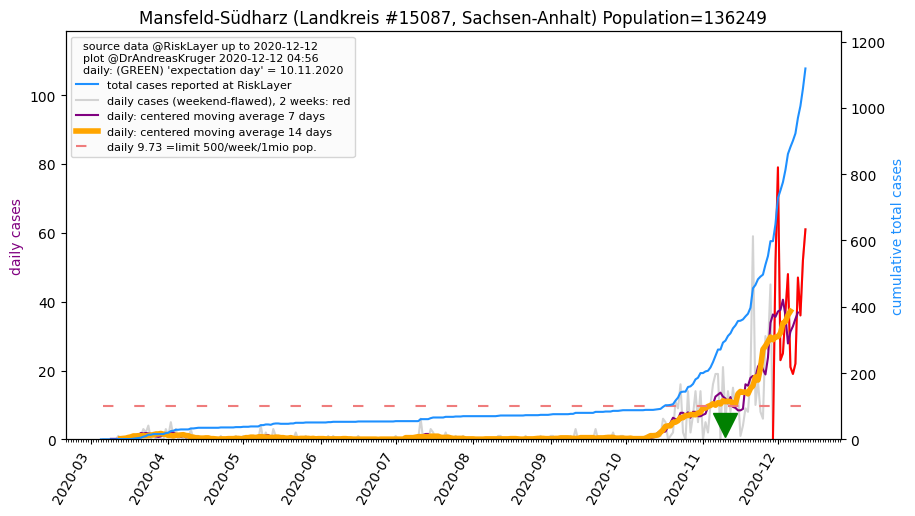 Mansfeld-Südharz (Landkreis #15087, Sachsen-Anhalt) Population=136249
source data @RiskLayer up to 2020-12-12
plot @DrAndreasKruger 2020-12-12 04:56
daily: (GREEN) 'expectation day' = 10.11.2020
total cases reported at RiskLayer
daily cases (weekend-flawed), 2 weeks: red
daily: centered moving average 7 days
daily: centered moving average 14 days
daily 9.73 =limit 500/week/1mio pop.
daily cases
100
80
60
40
20
0
cumulative total cases
1200
1000
800
600
400
200
0
2020-03
2020-04
2020-05
2020-06
2020-07
2020-08
2020-09
2020-10
2020-11
2020-12